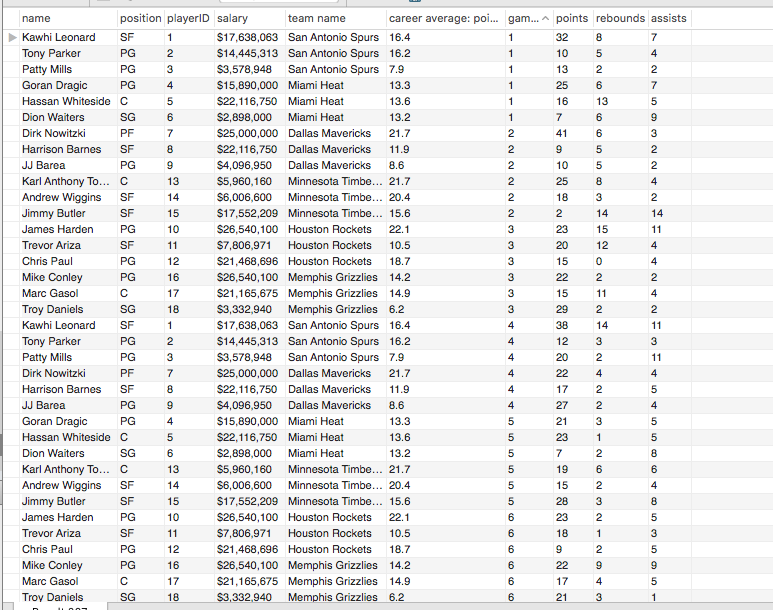 name position playerID salary team name career average: poi... gam... points rebounds assists
Kawhi Leonard SF 1 $17,638,063 San Antonio Spurs 16.4 1 32 8 7
Tony Parker PG 2 $14,445,313 San Antonio Spurs 16.2 1 10 5 4
Patty Mills PG 3 $3,578,948 San Antonio Spurs 7.9 1 13 2 2
Goran Dragic PG 4 $15,890,000 Miami Heat 13.3 1 25 6 7
Hassan Whiteside C 5 $22,116,750 Miami Heat 13.6 1 16 13 5
Dion Waiters SG 6 $2,898,000 Miami Heat 13.2 1 7 6 9
Dirk Nowitzki PF 7 $25,000,000 Dallas Mavericks 21.7 2 41 6 3
Harrison Barnes SF 8 $22,116,750 Dallas Mavericks 11.9 2 9 5 2
JJ Barea PG 9 $4,096,950 Dallas Mavericks 8.6 2 10 5 2
Karl Anthony To... C 13 $5,960,160 Minnesota Timbe... 21.7 2 25 8 4
Andrew Wiggins SF 14 $6,006,600 Minnesota Timbe... 20.4 2 18 3 2
Jimmy Butler SF 15 $17,552,209 Minnesota Timbe... 15.6 2 2 14 14
James Harden PG 10 $26,540,100 Houston Rockets 22.1 3 23 15 11
Trevor Ariza SF 11 $7,806,971 Houston Rockets 10.5 3 20 12 4
Chris Paul PG 12 $21,468,696 Houston Rockets 18.7 3 15 0 4
Mike Conley PG 16 $26,540,100 Memphis Grizzlies 14.2 3 22 2 2
Marc Gasol C 17 $21,165,675 Memphis Grizzlies 14.9 3 15 11 4
Troy Daniels SG 18 $3,332,940 Memphis Grizzlies 6.2 3 29 2 2
Kawhi Leonard SF 1 $17,638,063 San Antonio Spurs 16.4 4 38 14 11
Tony Parker PG 2 $14,445,313 San Antonio Spurs 16.2 4 12 3 3
Patty Mills PG 3 $3,578,948 San Antonio Spurs 7.9 4 20 2 11
Dirk Nowitzki PF 7 $25,000,000 Dallas Mavericks 21.7 4 22 4 4
Harrison Barnes SF 8 $22,116,750 Dallas Mavericks 11.9 4 17 2 5
JJ Barea PG 9 $4,096,950 Dallas Mavericks 8.6 4 27 2 4
Goran Dragic PG 4 $15,890,000 Miami Heat 13.3 5 21 3 5
Hassan Whiteside C 5 $22,116,750 Miami Heat 13.6 5 23 1 5
Dion Waiters SG 6 $2,898,000 Miami Heat 13.2 5 7 2 8
Karl Anthony To... C 13 $5,960,160 Minnesota Timbe... 21.7 5 19 6 6
Andrew Wiggins SF 14 $6,006,600 Minnesota Timbe... 20.4 5 15 2 4
Jimmy Butler SF 15 $17,552,209 Minnesota Timbe... 15.6 5 28 3 8
James Harden PG 10 $26,540,100 Houston Rockets 22.1 6 23 2 5
Trevor Ariza SF 11 $7,806,971 Houston Rockets 10.5 6 18 1 3
Chris Paul PG 12 $21,468,696 Houston Rockets 18.7 6 9 2 5
Mike Conley PG 16 $26,540,100 Memphis Grizzlies 14.2 6 22 9 9
Marc Gasol C 17 $21,165,675 Memphis Grizzlies 14.9 6 17 4 5
Troy Daniels SG 18 $3,332,940 Memphis Grizzlies 6.2 6 21 3 1